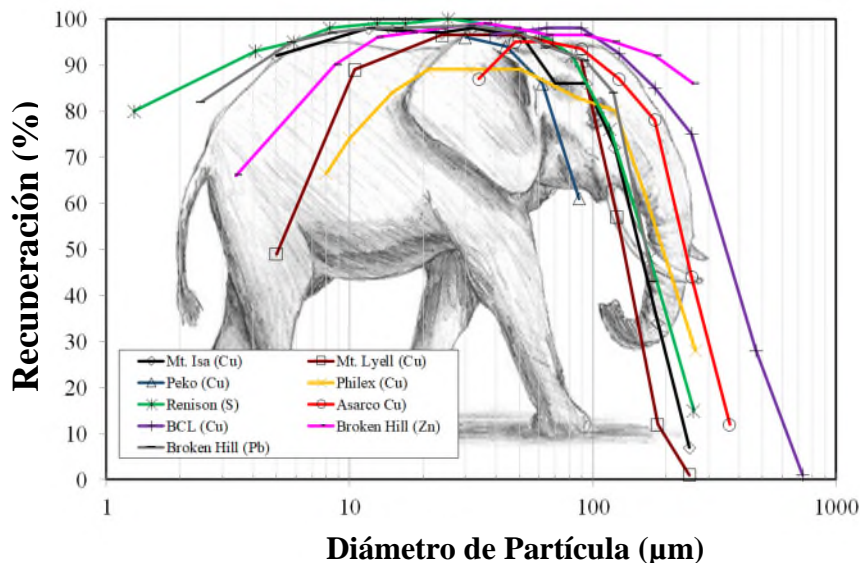 Recuperación (%)
100
90
80
70
60
50
40
30
20
10
0
Mt. Isa (Cu)
Mt. Lyell (Cu)
Peko (Cu)
Philex (Cu)
Renison (S)
Asarco Cu)
BCL (Cu)
Broken Hill (Zn)
Broken Hill (Pb)
1
10
100
1000
Diámetro de Partícula (µm)